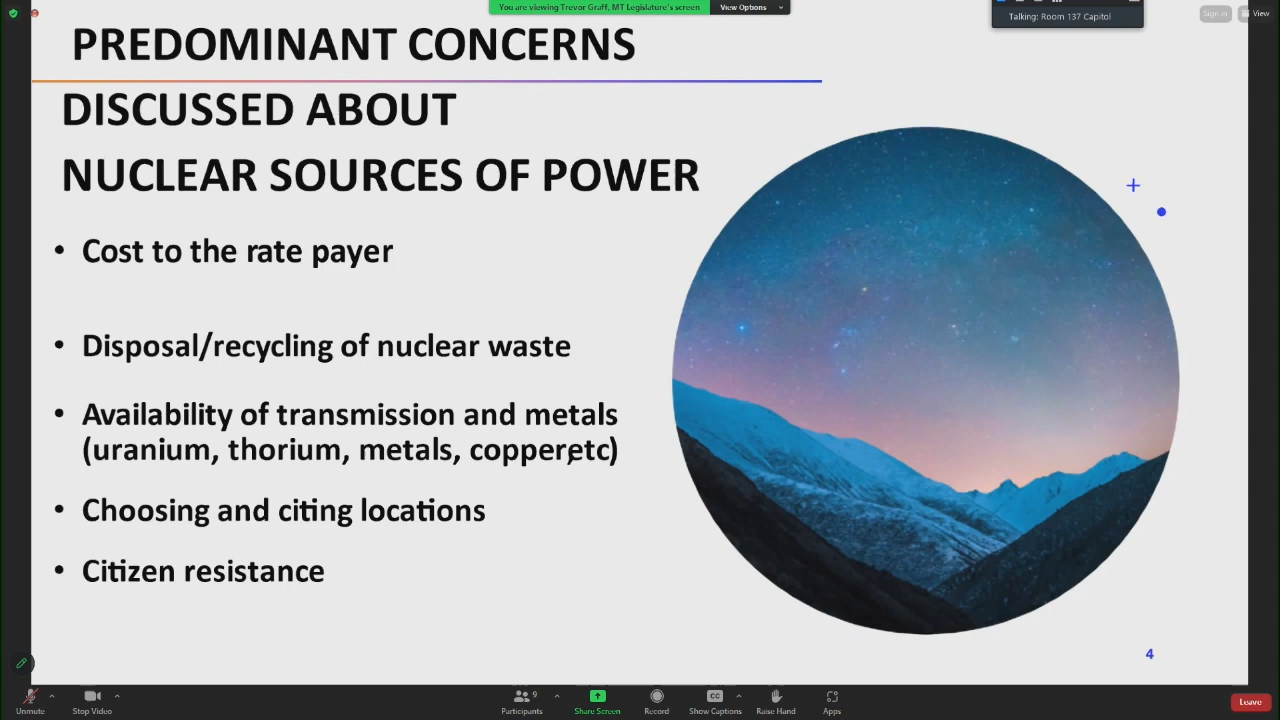 You are viewing Trevor Graff, MT Legislature's screen
View Options
Talking: Room 137 Capitol
Sign in
View
PREDOMINANT CONCERNS
DISCUSSED ABOUT
NUCLEAR SOURCES OF POWER
• Cost to the rate payer
• Disposal/recycling of nuclear waste
• Availability of transmission and metals
(uranium, thorium, metals, copper,etc)
• Choosing and citing locations
• Citizen resistance
4
Unmute
Stop Video
9
Participants
Share Screen
Record
CC
Show Captions
Raise Hand
Apps
Leave